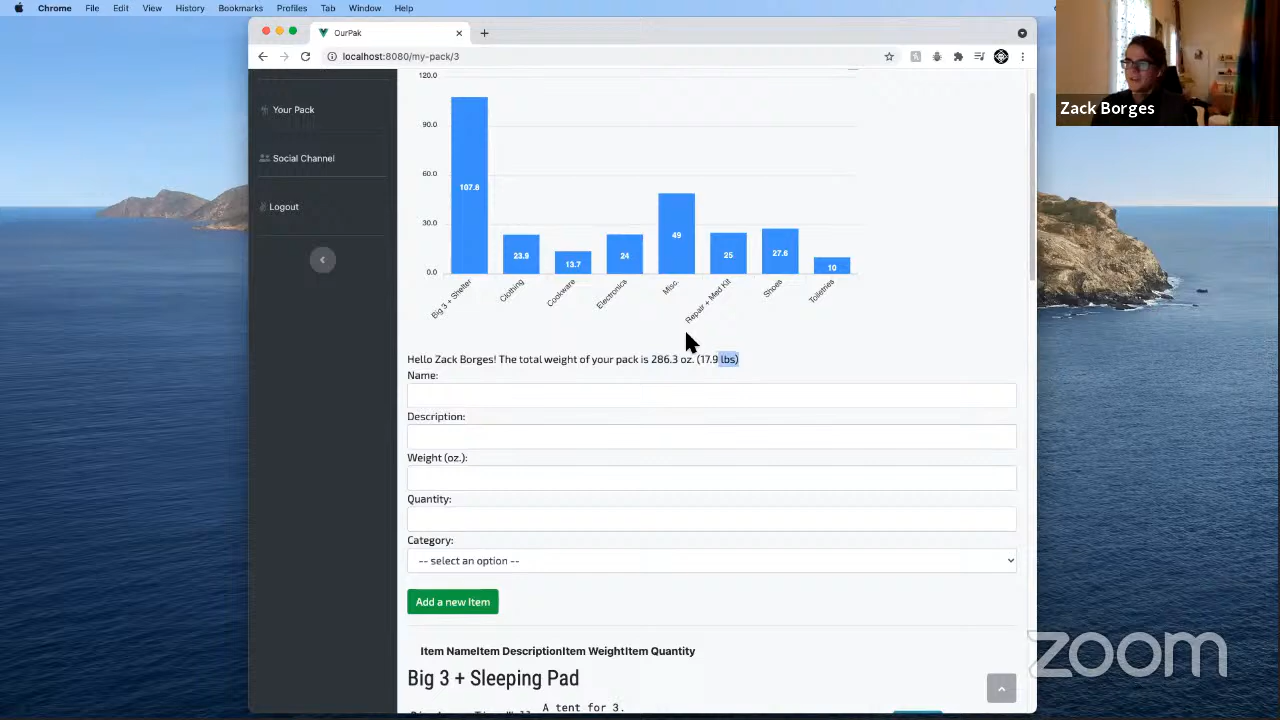 Chrome File Edit View History Bookmarks Profiles Tab Window Help
OurPak
localhost:8080/my-pack/3
Zack Borges
Your Pack
Social Channel
Logout
120.0
90.0
60.0
30.0
0.0
107.8
23.9
13.7
24
49
25
27.6
10
Big 3 + Shelter
Clothing
Cookware
Electronics
Misc.
Repair + Med Kit
Shoes
Toiletries
Hello Zack Borges! The total weight of your pack is 286.3 oz. (17.9 lbs)
Name:
Description:
Weight (oz.):
Quantity:
Category:
-- select an option --
Add a new Item
Item NameItem DescriptionItem WeightItem Quantity
Big 3 + Sleeping Pad
A tent for 3.
zoom